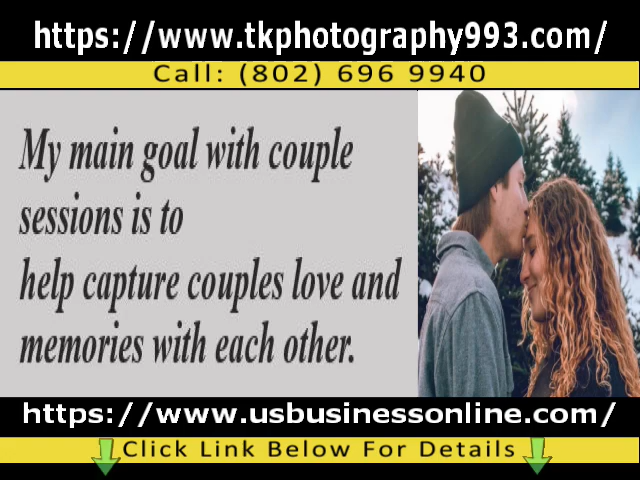 https://www.tkphotography993.com/
Call: (802) 696 9940
My main goal with couple
sessions is to
help capture couples love and
memories with each other.
https://www.usbusinessonline.com/
Click Link Below For Details